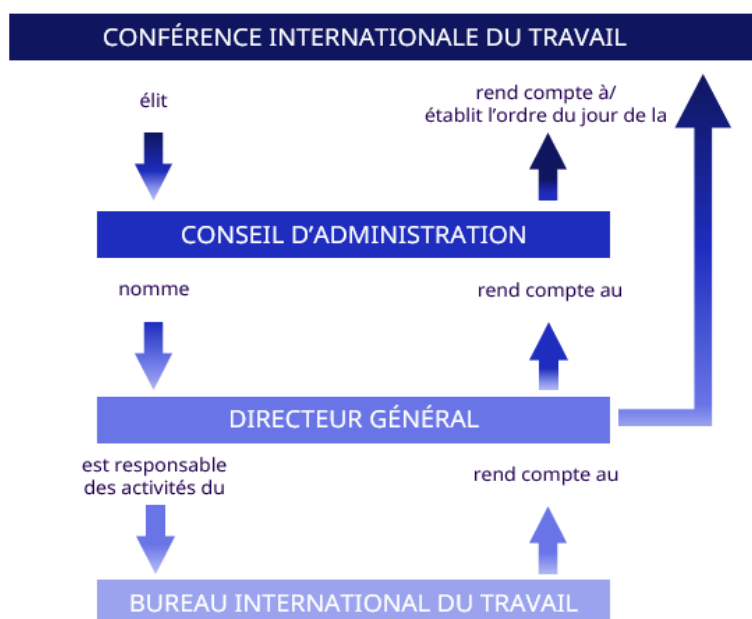 CONFÉRENCE INTERNATIONALE DU TRAVAIL
élit
rend compte à/
établit l’ordre du jour de la
CONSEIL D’ADMINISTRATION
nomme
rend compte au
DIRECTEUR GÉNÉRAL
est responsable
des activités du
rend compte au
BUREAU INTERNATIONAL DU TRAVAIL